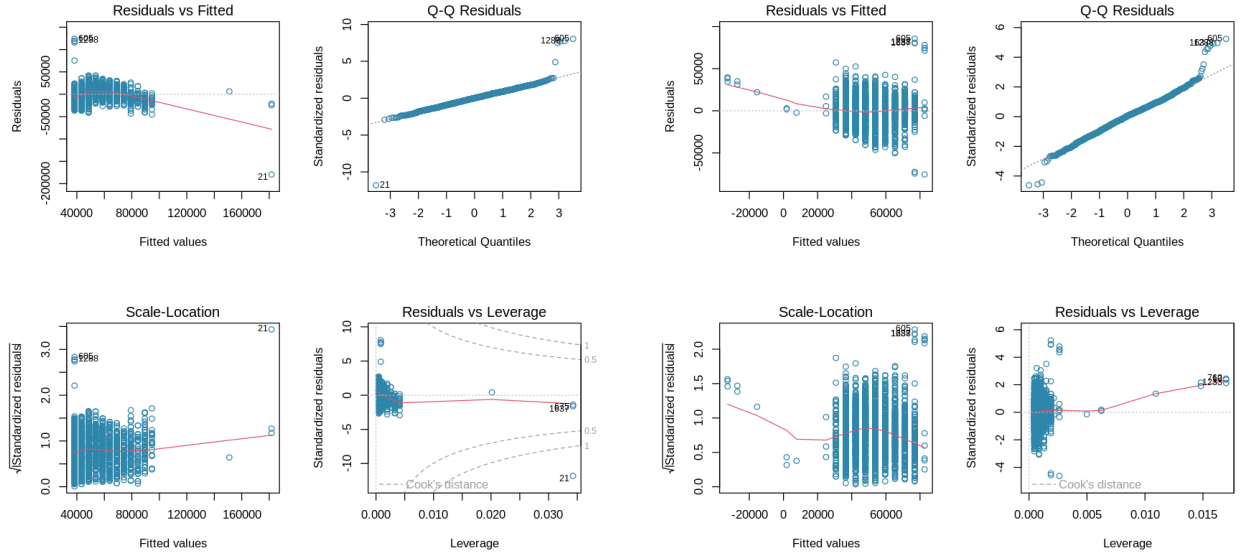 Residuals vs Fitted
Residuals
-200000
-50000
50000
605
1288
21
40000 80000 120000 160000
Fitted values
Q-Q Residuals
Standardized residuals
-10
-5
0
5
10
1288
605
21
-3 -2 -1 0 1 2 3
Theoretical Quantiles
Residuals vs Fitted
Residuals
-50000
0
50000
605
-20000 20000 60000
Fitted values
Q-Q Residuals
Standardized residuals
-4
-2
0
2
4
6
605
-3 -2 -1 0 1 2 3
Theoretical Quantiles
Scale-Location
√|Standardized residuals|
0.0
1.0
2.0
3.0
605
1288
21
40000 80000 120000 160000
Fitted values
Residuals vs Leverage
Standardized residuals
-10
-5
0
5
10
1
0.5
0.5
1
1637
21
Cook's distance
0.000 0.010 0.020 0.030
Leverage
Scale-Location
√|Standardized residuals|
0.0
0.5
1.0
1.5
2.0
605
-20000 20000 60000
Fitted values
Residuals vs Leverage
Standardized residuals
-4
-2
0
2
4
6
Cook's distance
0.000 0.005 0.010 0.015
Leverage